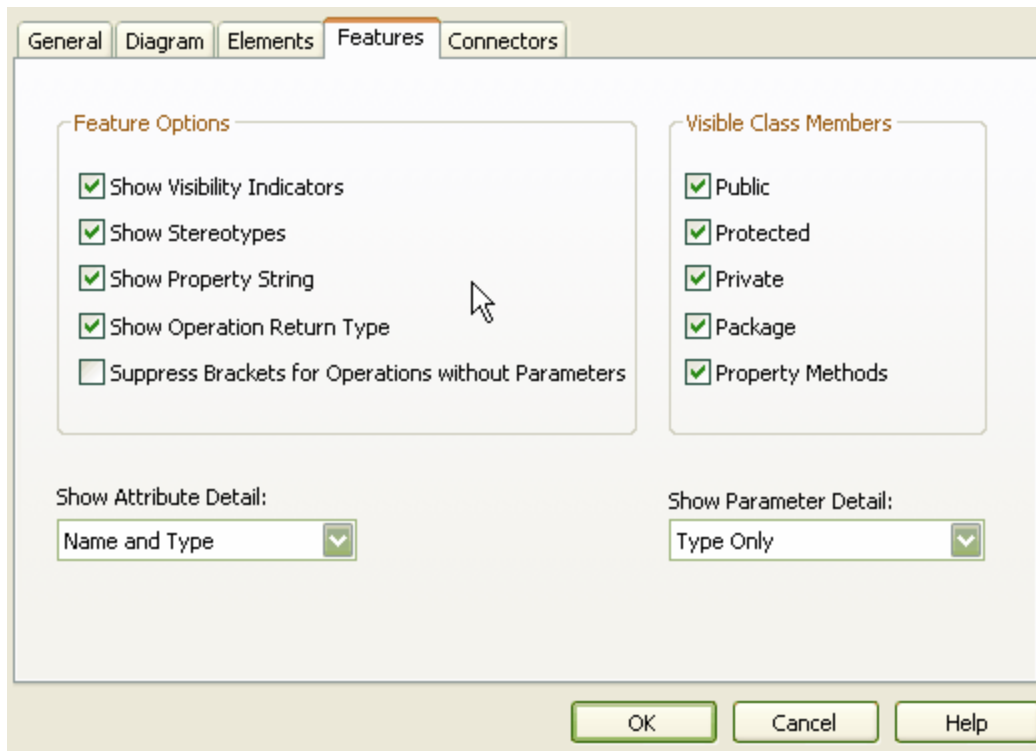 General Diagram Elements Features Connectors
Feature Options
Show Visibility Indicators
Show Stereotypes
Show Property String
Show Operation Return Type
Suppress Brackets for Operations without Parameters
Visible Class Members
Public
Protected
Private
Package
Property Methods
Show Attribute Detail:
Name and Type
Show Parameter Detail:
Type Only
OK Cancel Help